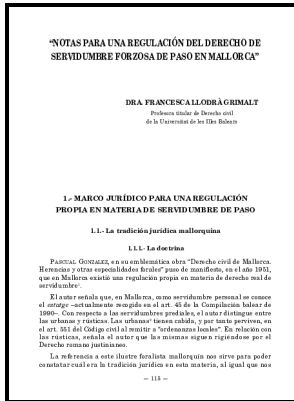 “NOTAS PARA UNA REGULACIÓN DEL DERECHO DE
SERVIDUMBRE FORZOSA DE PASO EN MALLORCA”
DRA. FRANCESCA LLODRÀ GRIMALT
Profesora titular de Derecho civil
de la Universitat de les Illes Balears
1.- MARCO JURÍDICO PARA UNA REGULACIÓN
PROPIA EN MATERIA DE SERVIDUMBRE DE PASO
1.1.- La tradición jurídica mallorquina
1.1.1.- La doctrina
PASCUAL GONZALEZ, en su emblemática obra “Derecho civil de Mallorca.
Herencias y otras especialidades forales” puso de manifiesto, en el año 1951,
que en Mallorca existió una regulación propia en materia de derecho real de
servidumbre¹.
El autor señala que, en Mallorca, como servidumbre personal se conoce
el estatge –actualmente recogido en el art. 45 de la Compilación balear de
1990–. Con respecto a las servidumbres prediales, el autor distingue entre
las urbanas y rústicas. Las urbanas² tienen cabida, y por tanto perviven, en
el art. 551 del Código civil al remitir a “ordenanzas locales”. En relación con
las rústicas, señala el autor que las mismas siguen rigiéndose por el
Derecho romano justinianeo.
La referencia a este ilustre foralista mallorquín nos sirve para poder
constatar cuál era la tradición jurídica en esta materia, al igual que nos
— 115 —